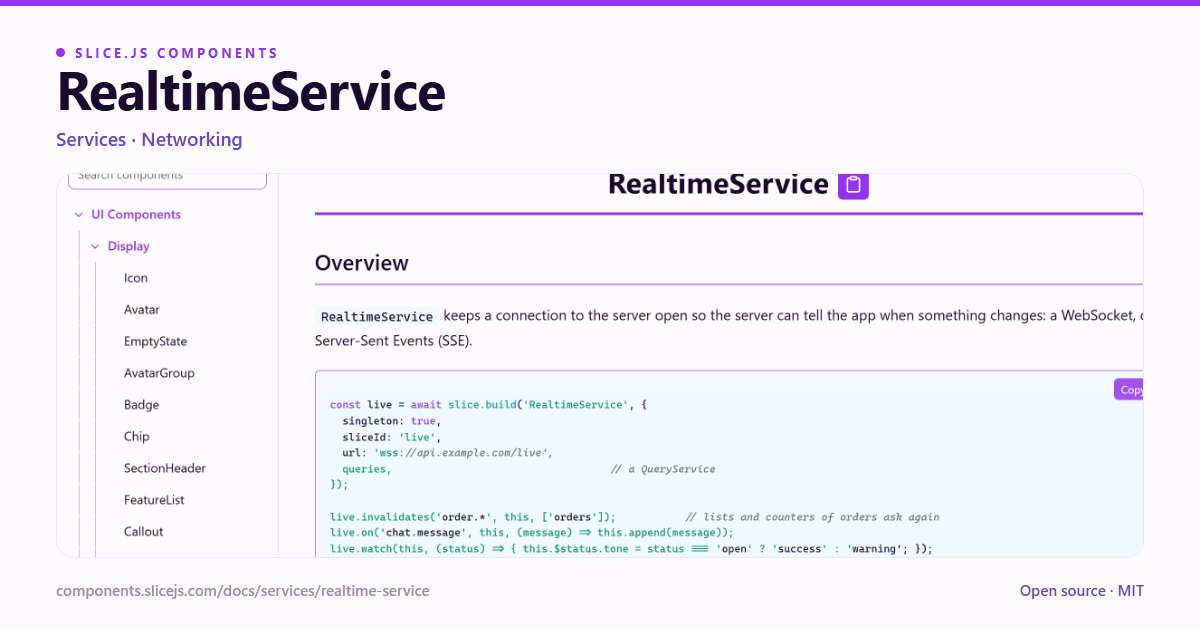 SLICE.JS COMPONENTS
RealtimeService
Services · Networking
Search components
UI Components
Display
Icon
Avatar
EmptyState
AvatarGroup
Badge
Chip
SectionHeader
FeatureList
Callout
RealtimeService
Overview
RealtimeService keeps a connection to the server open so the server can tell the app when something changes: a WebSocket,
Server-Sent Events (SSE).
Copy
const live = await slice.build('RealtimeService', {
  singleton: true,
  sliceId: 'live',
  url: 'wss://api.example.com/live',
  queries, // a QueryService
});
live.invalidates('order.*', this, ['orders']); // lists and counters of orders ask again
live.on('chat.message', this, (message) => this.append(message));
live.watch(this, (status) => { this.$status.tone = status === 'open' ? 'success' : 'warning'; });
components.slicejs.com/docs/services/realtime-service
Open source · MIT